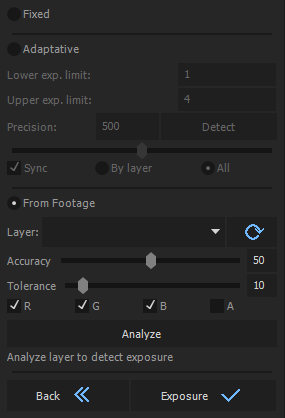 Fixed
Adaptative
Lower exp. limit: 1
Upper exp. limit: 4
Precision: 500 Detect
Sync By layer All
From Footage
Layer:
Accuracy 50
Tolerance 10
R G B A
Analyze
Analyze layer to detect exposure
Back Exposure